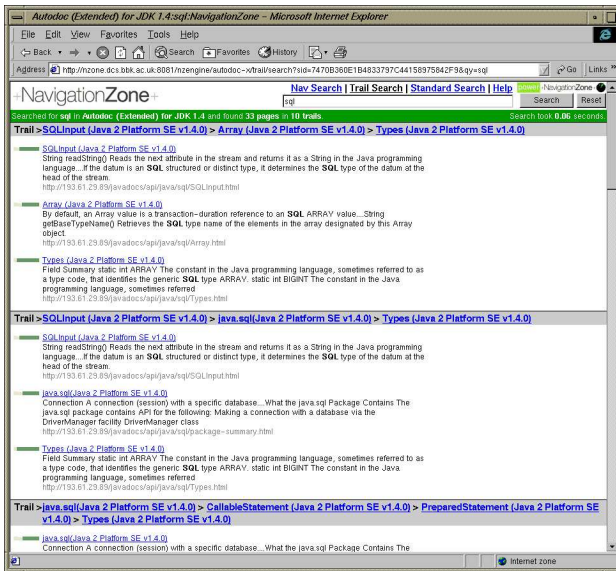 Autodoc (Extended) for JDK 1.4:sql:NavigationZone – Microsoft Internet Explorer
File Edit View Favorites Tools Help
Back Search Favorites History
Address http://nzone.dcs.bbk.ac.uk:8081/nzengine/autodoc-x/trail/search?sid=7470B360E1B4833797C44158975842F9&qy=sql Go Links »
+NavigationZone+ Nav Search | Trail Search | Standard Search | Help power +NavigationZone+
sql Search Reset
Searched for sql in Autodoc (Extended) for JDK 1.4 and found 33 pages in 10 trails. Search took 0.06 seconds.
Trail >SQLInput (Java 2 Platform SE v1.4.0) > Array (Java 2 Platform SE v1.4.0) > Types (Java 2 Platform SE v1.4.0)
SQLInput (Java 2 Platform SE v1.4.0)
String readString() Reads the next attribute in the stream and returns it as a String in the Java programming
language....If the datum is an SQL structured or distinct type, it determines the SQL type of the datum at the
head of the stream.
http://193.61.29.89/javadocs/api/java/sql/SQLInput.html
Array (Java 2 Platform SE v1.4.0)
By default, an Array value is a transaction-duration reference to an SQL ARRAY value....String
getBaseTypeName() Retrieves the SQL type name of the elements in the array designated by this Array
object.
http://193.61.29.89/javadocs/api/java/sql/Array.html
Types (Java 2 Platform SE v1.4.0)
Field Summary static int ARRAY The constant in the Java programming language, sometimes referred to as
a type code, that identifies the generic SQL type ARRAY. static int BIGINT The constant in the Java
programming language, sometimes referred
http://193.61.29.89/javadocs/api/java/sql/Types.html
Trail >SQLInput (Java 2 Platform SE v1.4.0) > java.sql(Java 2 Platform SE v1.4.0) > Types (Java 2 Platform SE v1.4.0)
SQLInput (Java 2 Platform SE v1.4.0)
String readString() Reads the next attribute in the stream and returns it as a String in the Java programming
language....If the datum is an SQL structured or distinct type, it determines the SQL type of the datum at the
head of the stream.
http://193.61.29.89/javadocs/api/java/sql/SQLInput.html
java.sql(Java 2 Platform SE v1.4.0)
Connection A connection (session) with a specific database....What the java.sql Package Contains The
java.sql package contains API for the following: Making a connection with a database via the
DriverManager facility DriverManager class
http://193.61.29.89/javadocs/api/java/sql/package-summary.html
Types (Java 2 Platform SE v1.4.0)
Field Summary static int ARRAY The constant in the Java programming language, sometimes referred to as
a type code, that identifies the generic SQL type ARRAY. static int BIGINT The constant in the Java
programming language, sometimes referred
http://193.61.29.89/javadocs/api/java/sql/Types.html
Trail >java.sql(Java 2 Platform SE v1.4.0) > CallableStatement (Java 2 Platform SE v1.4.0) > PreparedStatement (Java 2 Platform SE
v1.4.0) > Types (Java 2 Platform SE v1.4.0)
java.sql(Java 2 Platform SE v1.4.0)
Connection A connection (session) with a specific database....What the java.sql Package Contains The
Internet zone